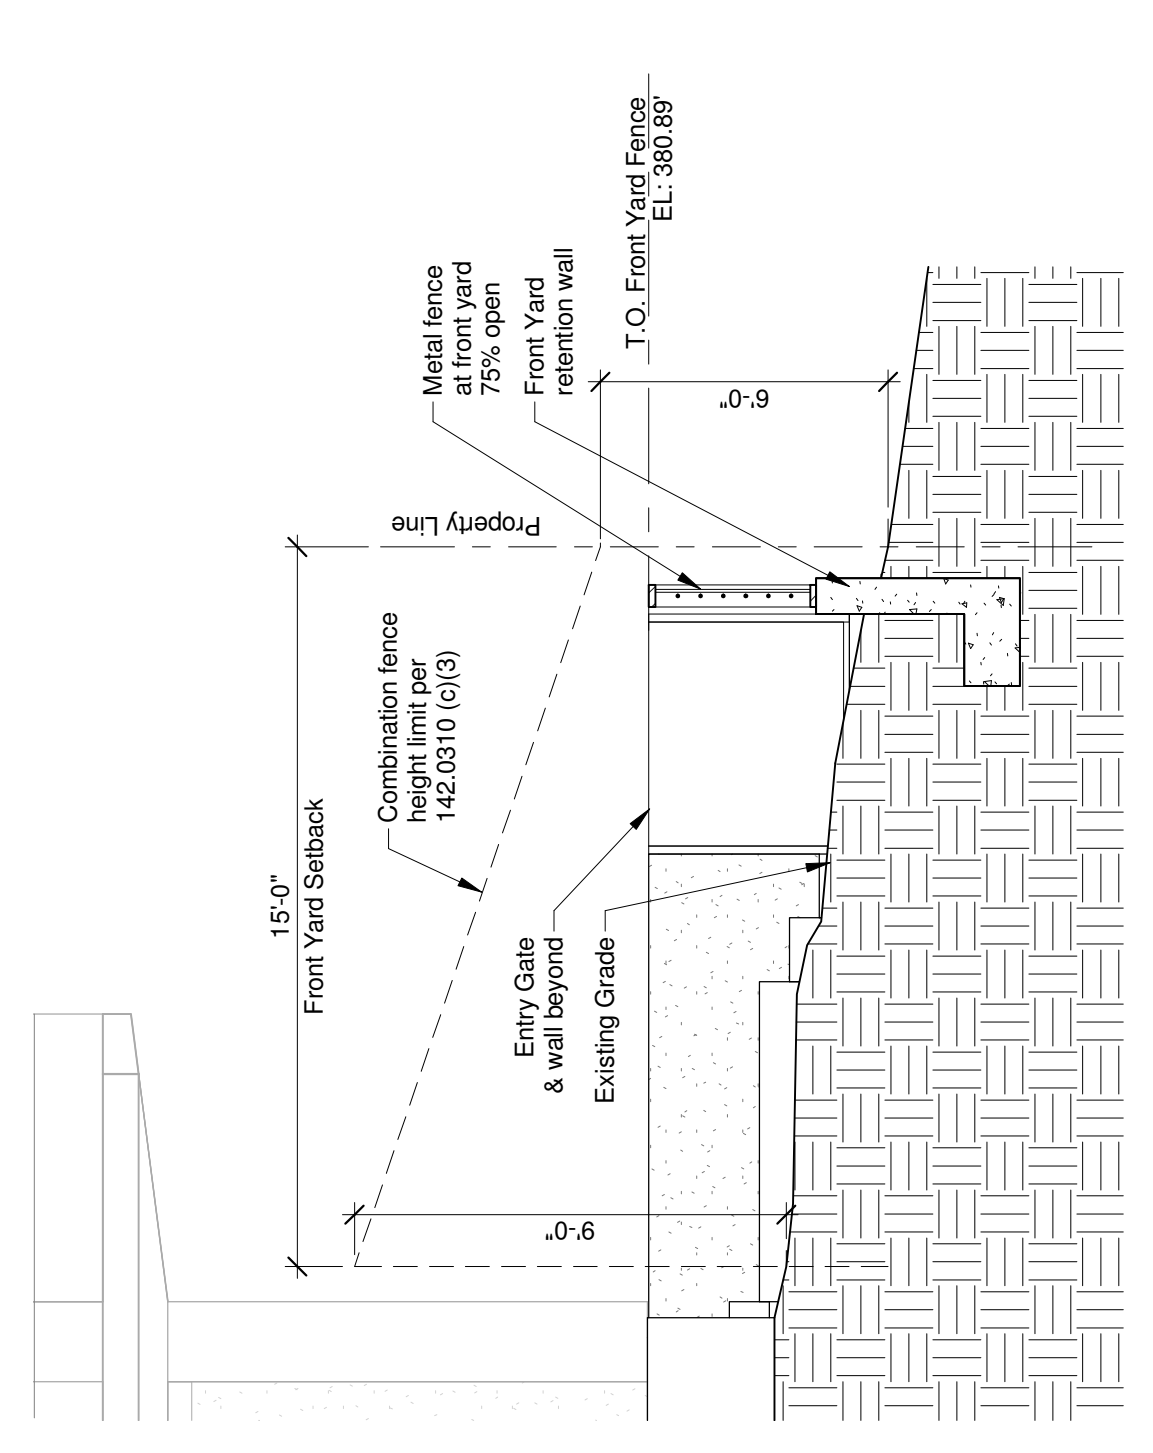 T.O. Front Yard Fence
EL: 380.89'
Metal fence
at front yard
75% open
Front Yard
retention wall
6'-0"
Property Line
Combination fence
height limit per
142.0310 (c)(3)
15'-0"
Front Yard Setback
Entry Gate
& wall beyond
Existing Grade
9'-0"